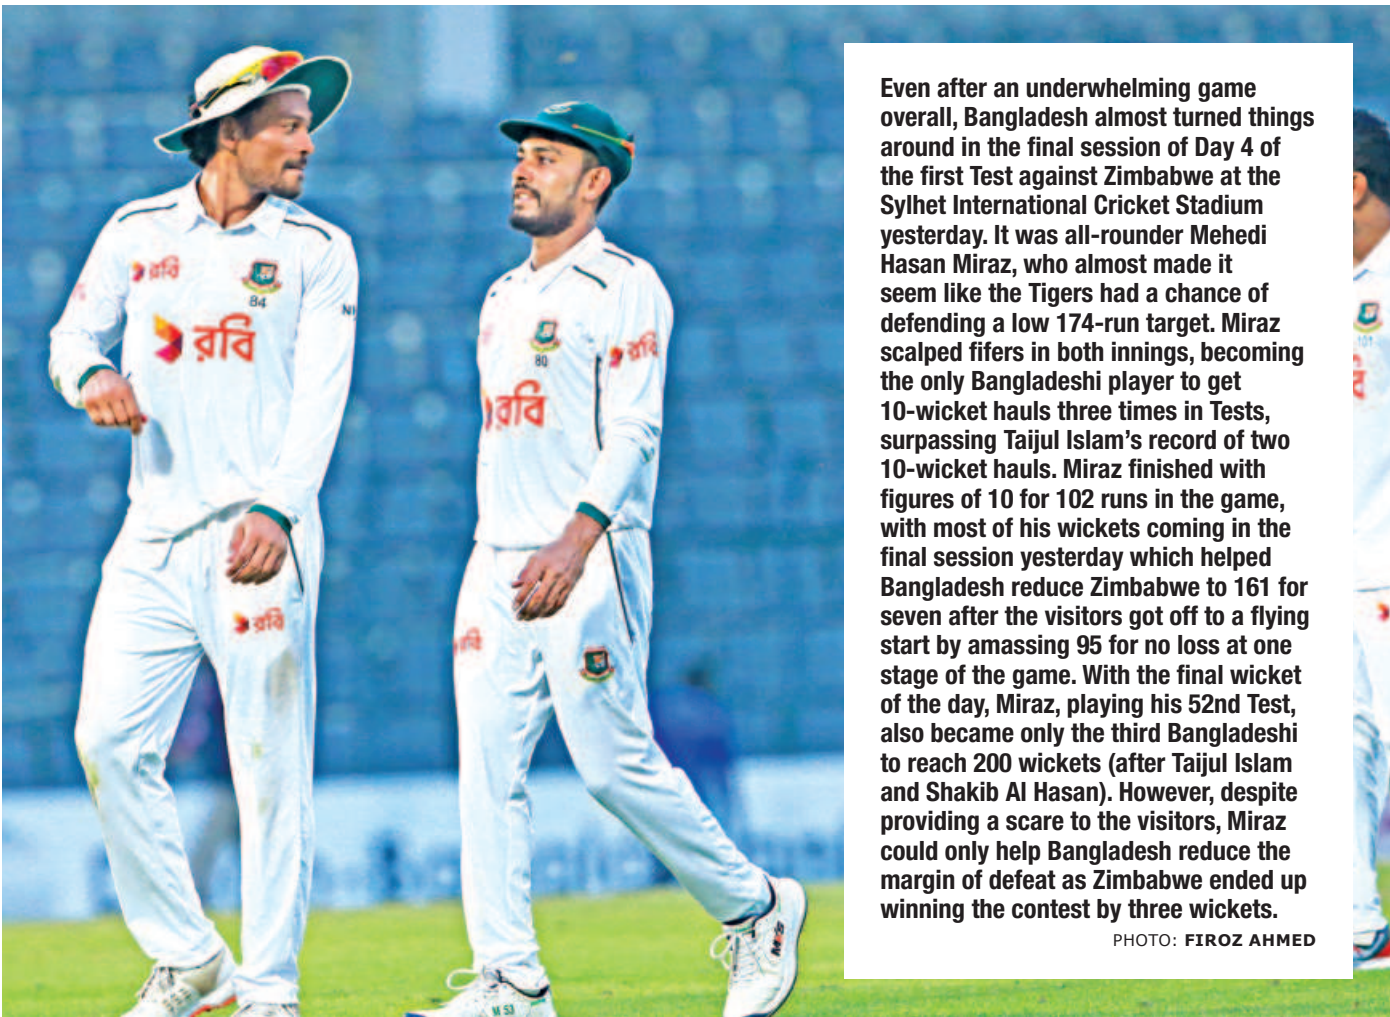 রবি
84
রবি
রবি
80
রবি
রবি
রবি
M 53
101
Even after an underwhelming game
overall, Bangladesh almost turned things
around in the final session of Day 4 of
the first Test against Zimbabwe at the
Sylhet International Cricket Stadium
yesterday. It was all-rounder Mehedi
Hasan Miraz, who almost made it
seem like the Tigers had a chance of
defending a low 174-run target. Miraz
scalped fifers in both innings, becoming
the only Bangladeshi player to get
10-wicket hauls three times in Tests,
surpassing Taijul Islam’s record of two
10-wicket hauls. Miraz finished with
figures of 10 for 102 runs in the game,
with most of his wickets coming in the
final session yesterday which helped
Bangladesh reduce Zimbabwe to 161 for
seven after the visitors got off to a flying
start by amassing 95 for no loss at one
stage of the game. With the final wicket
of the day, Miraz, playing his 52nd Test,
also became only the third Bangladeshi
to reach 200 wickets (after Taijul Islam
and Shakib Al Hasan). However, despite
providing a scare to the visitors, Miraz
could only help Bangladesh reduce the
margin of defeat as Zimbabwe ended up
winning the contest by three wickets.
PHOTO: FIROZ AHMED